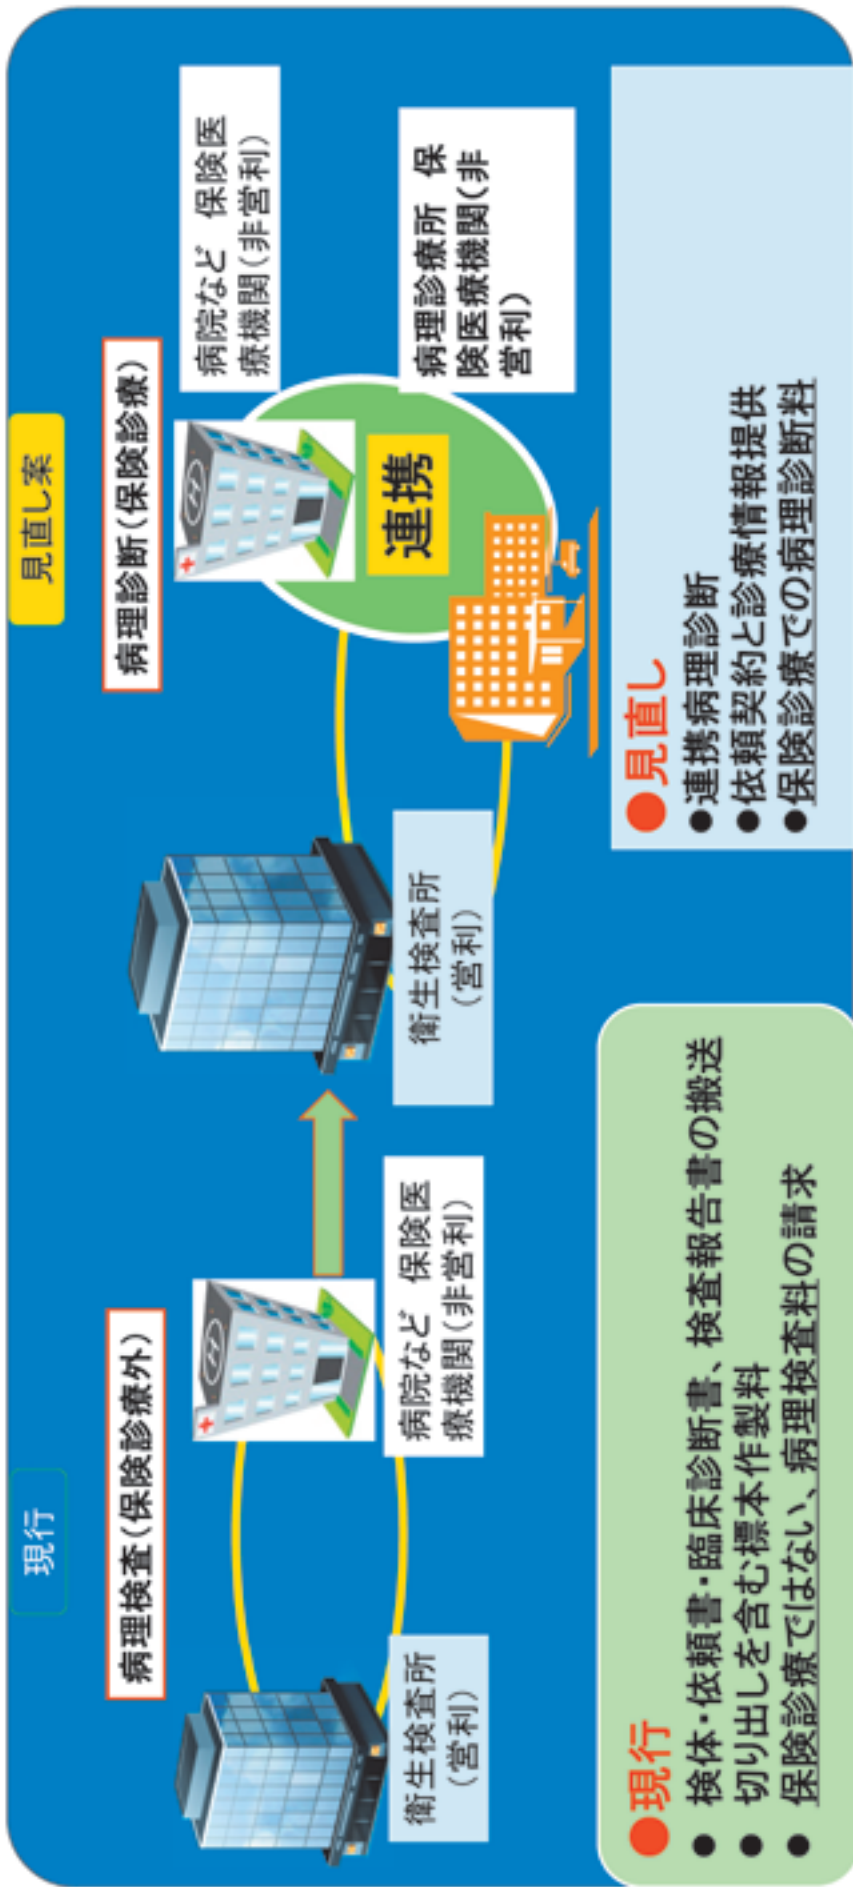 現行
見直し案
病理検査(保険診療外)
病理診断(保険診療)
衛生検査所
(営利)
病院など 保険医
療機関(非営利)
衛生検査所
(営利)
病院など 保険医
療機関(非営利)
連携
病理診療所 保
険医療機関(非
営利)
●現行
● 検体・依頼書・臨床診断書、検査報告書の搬送
● 切り出しを含む標本作製料
● 保険診療ではない、病理検査料の請求
●見直し
●連携病理診断
●依頼契約と診療情報提供
●保険診療での病理診断料